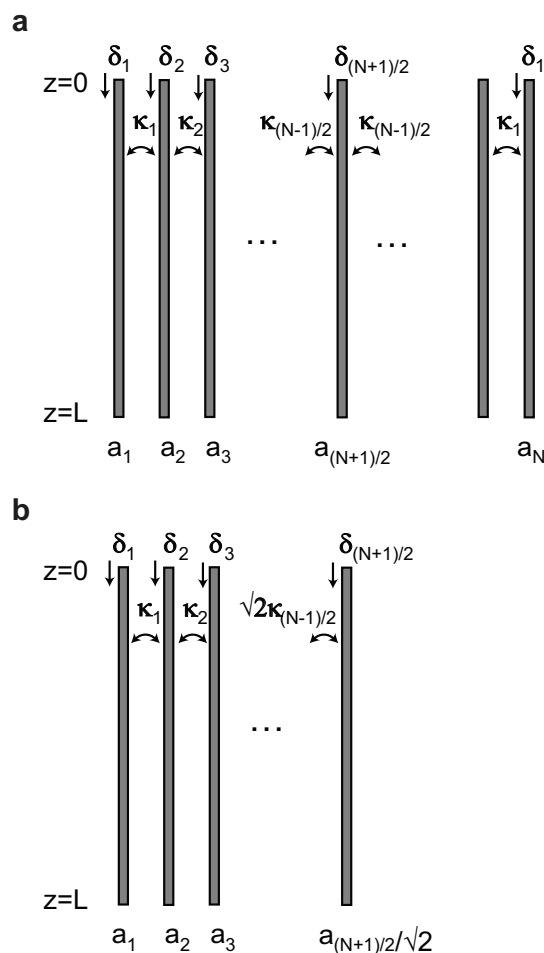 a
δ₁ δ₂ δ₃ δ₍N+1₎/₂ δ₁
z=0
κ₁ κ₂ κ₍N-1₎/₂ κ₍N-1₎/₂ κ₁
... ...
z=L
a₁ a₂ a₃ a₍N+1₎/₂ a_N
b
δ₁ δ₂ δ₃ δ₍N+1₎/₂
z=0
κ₁ κ₂ √2κ₍N-1₎/₂
...
z=L
a₁ a₂ a₃ a₍N+1₎/₂/√2